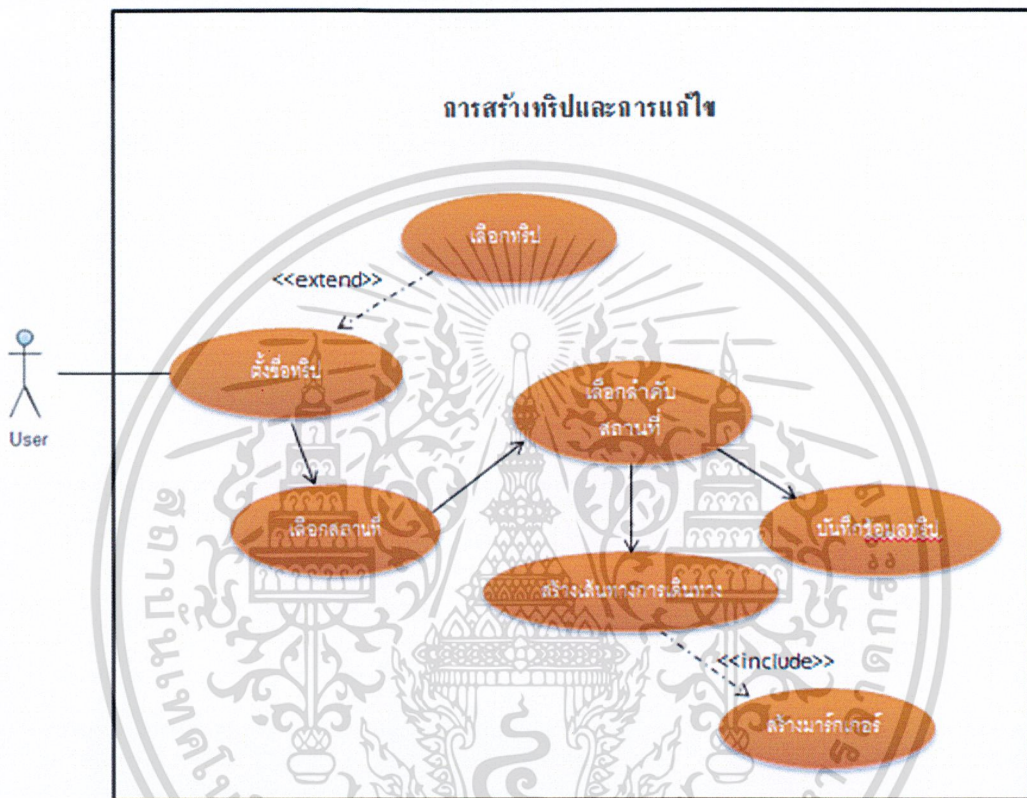 การสร้างทริปและการแก้ไข
เลือกทริป
<<extend>>
ตั้งชื่อทริป
User
เลือกลำดับ
สถานที่
เลือกสถานที่
บันทึกข้อมูลทริป
สร้างเส้นทางการเดินทาง
<<include>>
สร้างมาร์กเกอร์